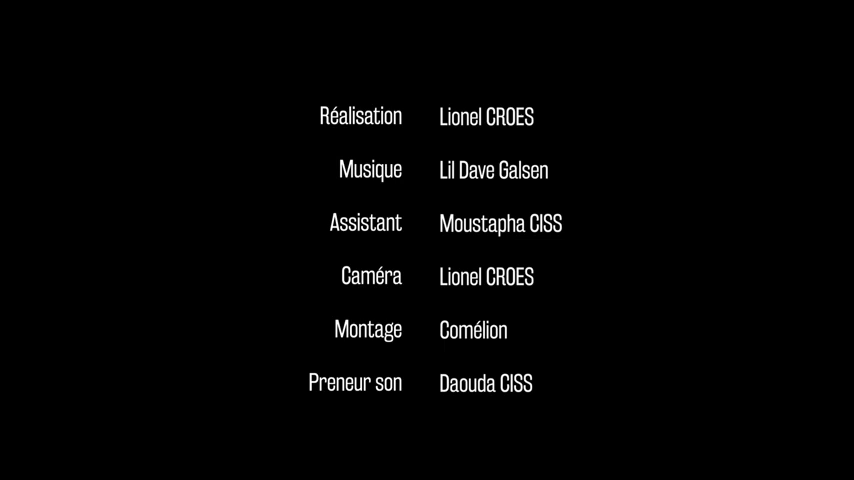 Réalisation Lionel CROES
Musique Lil Dave Galsen
Assistant Moustapha CISS
Caméra Lionel CROES
Montage Comélion
Preneur son Daouda CISS